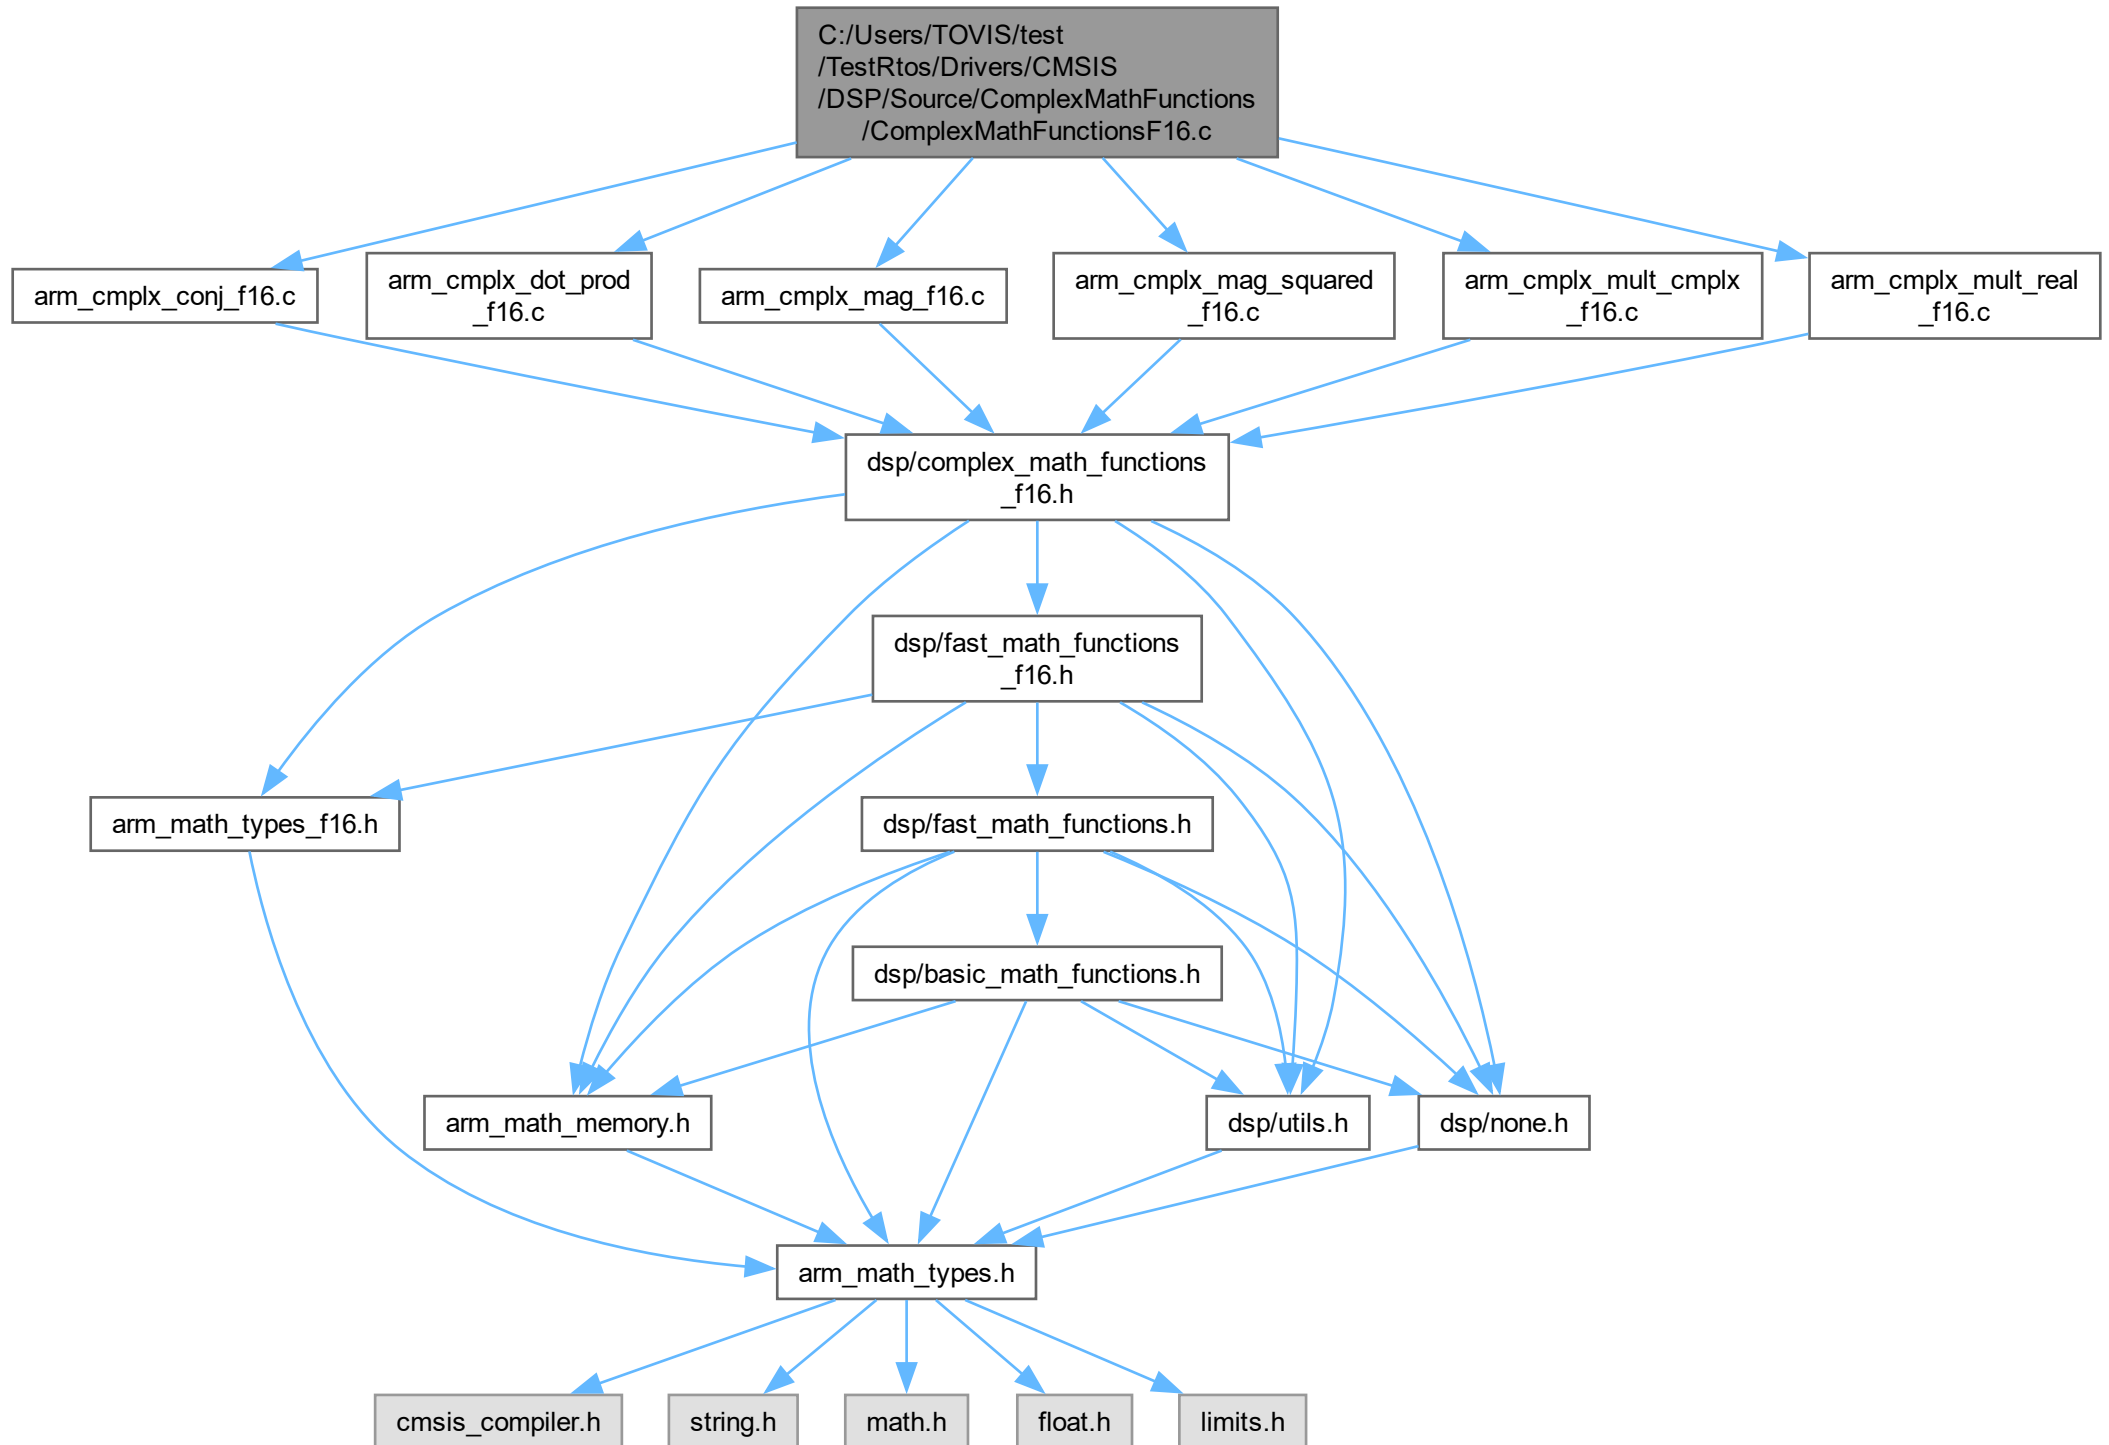 C:/Users/TOVIS/test
/TestRtos/Drivers/CMSIS
/DSP/Source/ComplexMathFunctions
/ComplexMathFunctionsF16.c
arm_cmplx_conj_f16.c
arm_cmplx_dot_prod
_f16.c
arm_cmplx_mag_f16.c
arm_cmplx_mag_squared
_f16.c
arm_cmplx_mult_cmplx
_f16.c
arm_cmplx_mult_real
_f16.c
dsp/complex_math_functions
_f16.h
dsp/fast_math_functions
_f16.h
arm_math_types_f16.h
dsp/fast_math_functions.h
dsp/basic_math_functions.h
arm_math_memory.h
dsp/utils.h
dsp/none.h
arm_math_types.h
cmsis_compiler.h
string.h
math.h
float.h
limits.h